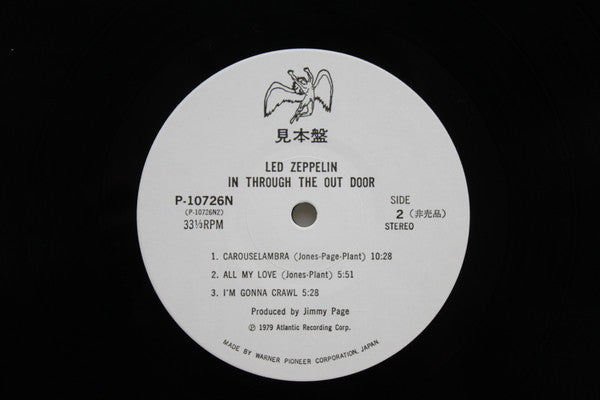 見本盤
LED ZEPPELIN
IN THROUGH THE OUT DOOR
P-10726N
(P-10726N2)
33⅓RPM
SIDE
2 (非売品)
STEREO
1. CAROUSELAMBRA (Jones-Page-Plant) 10:28
2. ALL MY LOVE (Jones-Plant) 5:51
3. I'M GONNA CRAWL 5:28
Produced by Jimmy Page
Ⓟ 1979 Atlantic Recording Corp.
MADE BY WARNER PIONEER CORPORATION, JAPAN